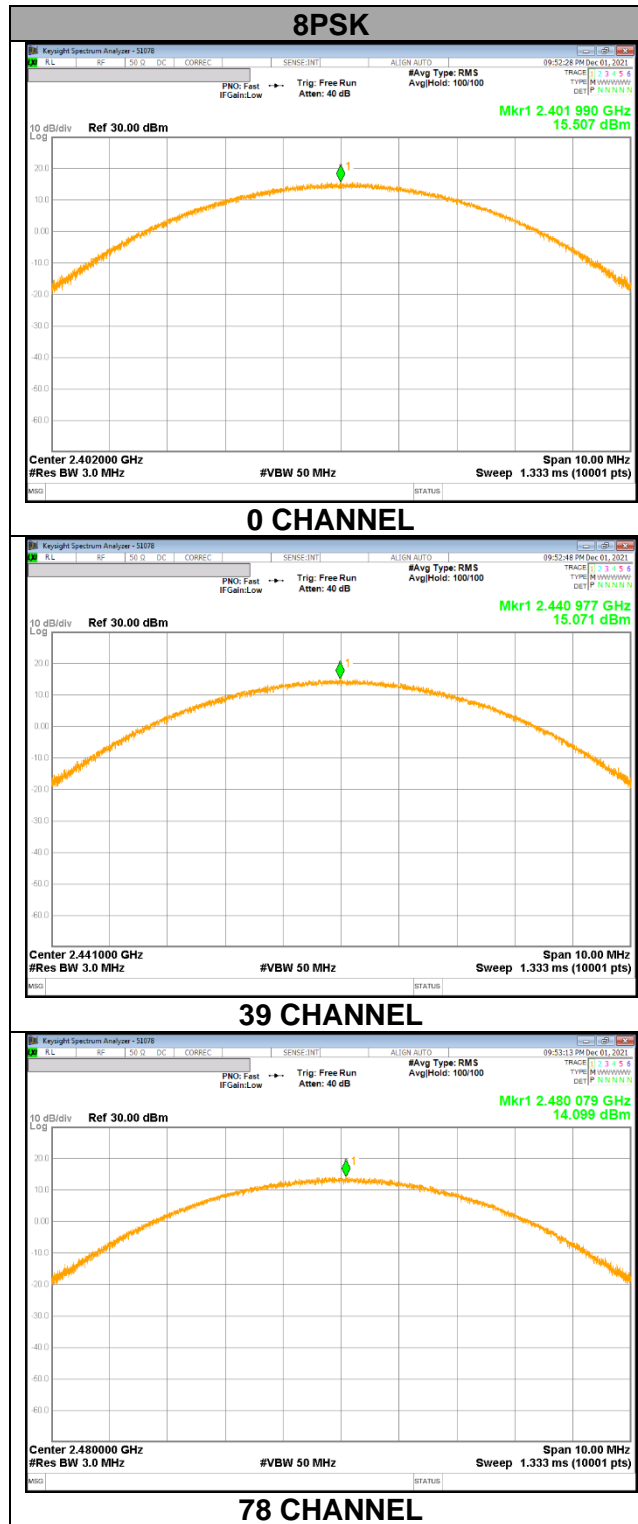 8PSK
Keysight Spectrum Analyzer - 51078
RL RF 50 Ω DC CORREC SENSE:INT ALIGN AUTO 09:52:28 PM Dec 01, 2021
PNO: Fast Trig: Free Run #Avg Type: RMS TRACE 1 2 3 4 5 6
IFGain:Low Atten: 40 dB Avg|Hold: 100/100 TYPE M WWWWW
DET P N N N N N
Mkr1 2.401 990 GHz
15.507 dBm
10 dB/div Ref 30.00 dBm
Log
1
20.0
10.0
0.00
-10.0
-20.0
-30.0
-40.0
-50.0
-60.0
Center 2.402000 GHz Span 10.00 MHz
#Res BW 3.0 MHz #VBW 50 MHz Sweep 1.333 ms (10001 pts)
MSG STATUS
0 CHANNEL
Keysight Spectrum Analyzer - 51078
RL RF 50 Ω DC CORREC SENSE:INT ALIGN AUTO 09:52:48 PM Dec 01, 2021
PNO: Fast Trig: Free Run #Avg Type: RMS TRACE 1 2 3 4 5 6
IFGain:Low Atten: 40 dB Avg|Hold: 100/100 TYPE M WWWWW
DET P N N N N N
Mkr1 2.440 977 GHz
15.071 dBm
10 dB/div Ref 30.00 dBm
Log
1
20.0
10.0
0.00
-10.0
-20.0
-30.0
-40.0
-50.0
-60.0
Center 2.441000 GHz Span 10.00 MHz
#Res BW 3.0 MHz #VBW 50 MHz Sweep 1.333 ms (10001 pts)
MSG STATUS
39 CHANNEL
Keysight Spectrum Analyzer - 51078
RL RF 50 Ω DC CORREC SENSE:INT ALIGN AUTO 09:53:13 PM Dec 01, 2021
PNO: Fast Trig: Free Run #Avg Type: RMS TRACE 1 2 3 4 5 6
IFGain:Low Atten: 40 dB Avg|Hold: 100/100 TYPE M WWWWW
DET P N N N N N
Mkr1 2.480 079 GHz
14.099 dBm
10 dB/div Ref 30.00 dBm
Log
1
20.0
10.0
0.00
-10.0
-20.0
-30.0
-40.0
-50.0
-60.0
Center 2.480000 GHz Span 10.00 MHz
#Res BW 3.0 MHz #VBW 50 MHz Sweep 1.333 ms (10001 pts)
MSG STATUS
78 CHANNEL